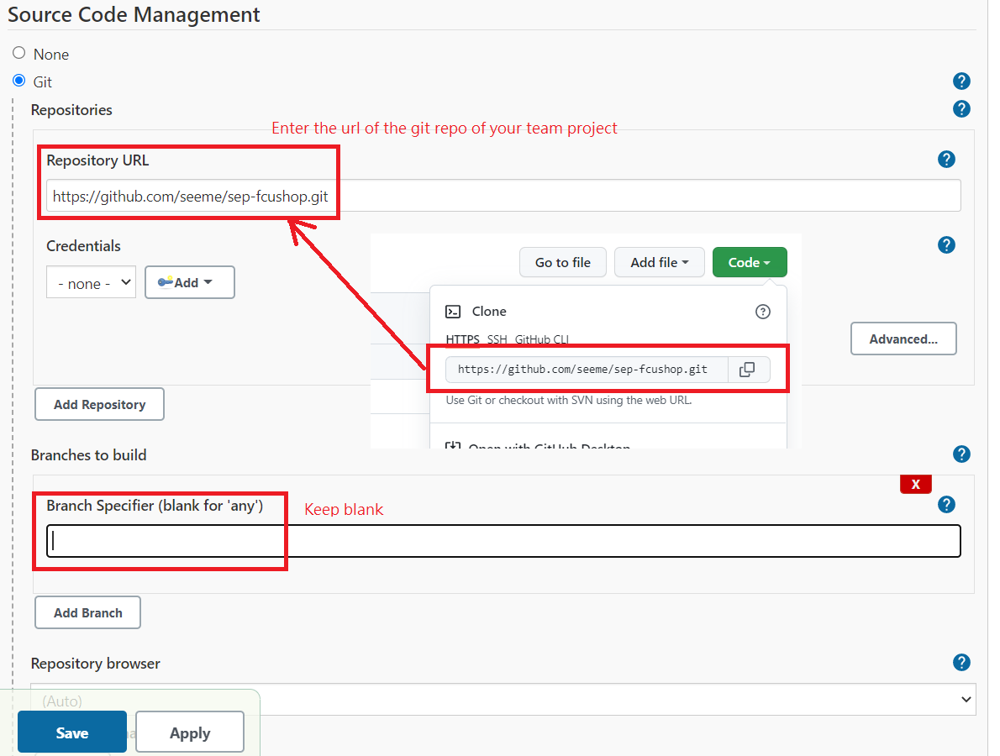 Source Code Management
None
Git
Repositories
Enter the url of the git repo of your team project
Repository URL
https://github.com/seeme/sep-fcushop.git
Credentials
- none -
Add
Go to file
Add file
Code
Clone
HTTPS SSH GitHub CLI
https://github.com/seeme/sep-fcushop.git
Use Git or checkout with SVN using the web URL.
Open with GitHub Desktop
Advanced...
Add Repository
Branches to build
X
Branch Specifier (blank for 'any')
Keep blank
Add Branch
Repository browser
(Auto)
Save
Apply